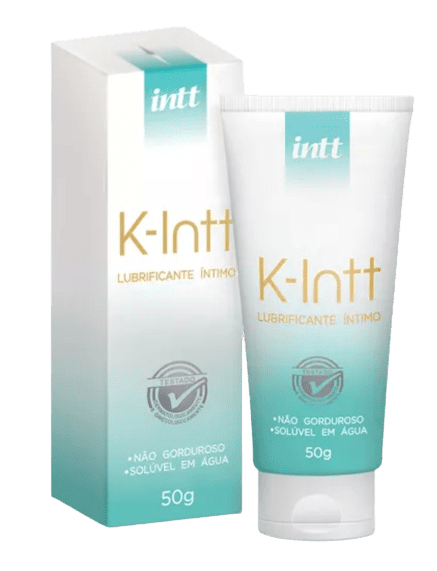 intt
K-Intt
LUBRIFICANTE ÍNTIMO
TESTADO
•NÃO GORDUROSO
•SOLÚVEL EM ÁGUA
50g
intt
K-Intt
LUBRIFICANTE ÍNTIMO
TESTADO
•NÃO GORDUROSO
•SOLÚVEL EM ÁGUA
50g